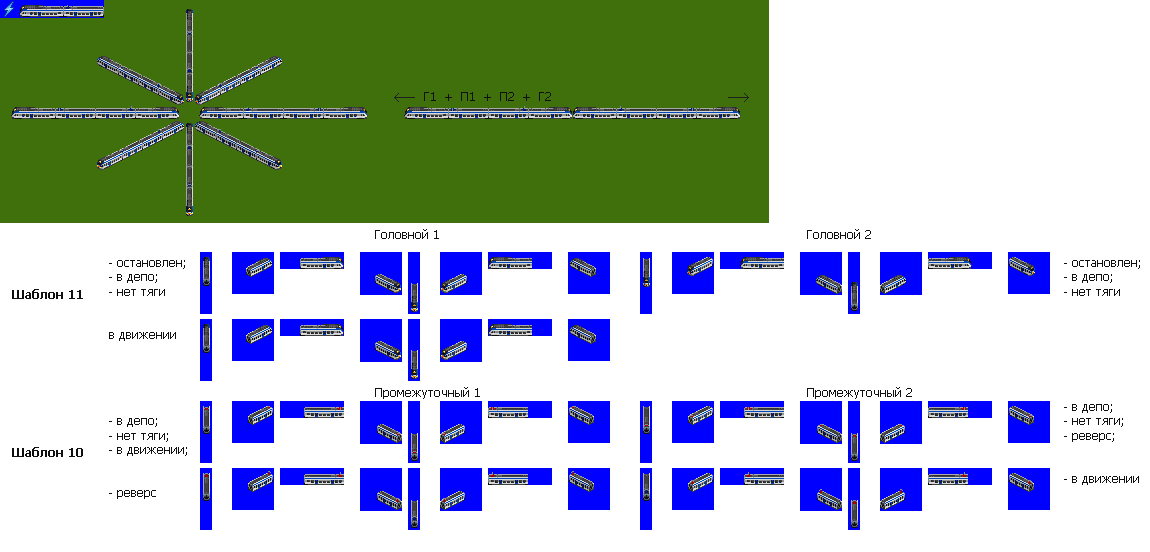 Г1 + П1 + П2 + Г2
Головной 1
Головной 2
- остановлен;
- в депо;
- нет тяги
Шаблон 11
- остановлен;
- в депо;
- нет тяги
в движении
Промежуточный 1
Промежуточный 2
- в депо;
- нет тяги;
- в движении;
Шаблон 10
- в депо;
- нет тяги;
- реверс;
- реверс
- в движении